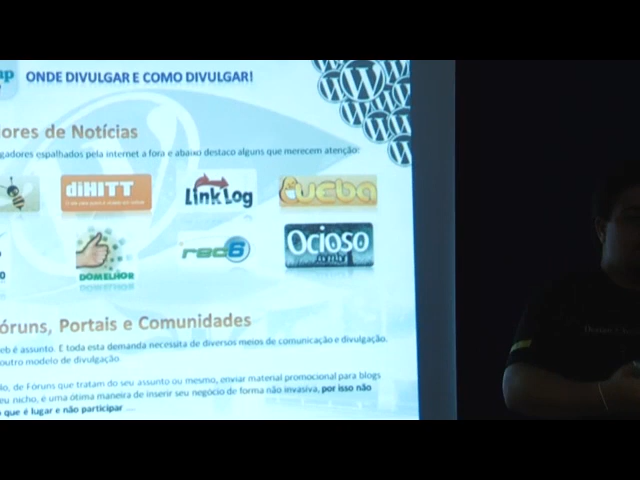 ONDE DIVULGAR E COMO DIVULGAR!
ores de Notícias
gadores espalhados pela internet a fora e abaixo destaco alguns que merecem atenção:
diHITT
LinkLog
UEBA
DOMELHOR
rec6
Ocioso
óruns, Portais e Comunidades
eb é assunto. E toda esta demanda necessita de diversos meios de comunicação e divulgação.
outro modelo de divulgação.
lo, de Fóruns que tratam do seu assunto ou mesmo, enviar material promocional para blogs
eu nicho, é uma ótima maneira de inserir seu negócio de forma não invasiva, por isso não
o que é lugar e não participar ....